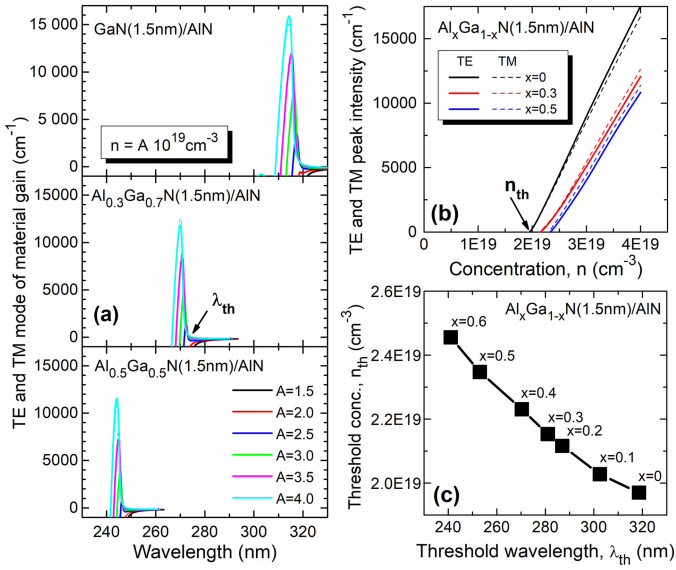 (a)
GaN(1.5nm)/AlN
n = A 10^19cm^-3
15 000
10 000
5000
0
Al0.3Ga0.7N(1.5nm)/AlN
15000
10000
5000
0
λth
Al0.5Ga0.5N(1.5nm)/AlN
15000
10000
5000
0
A=1.5
A=2.0
A=2.5
A=3.0
A=3.5
A=4.0
240 260 280 300 320
Wavelength (nm)
TE and TM mode of material gain (cm^-1)
(b)
AlxGa1-xN(1.5nm)/AlN
TE TM
x=0
x=0.3
x=0.5
15000
10000
5000
0
nth
0 1E19 2E19 3E19 4E19
Concentration, n (cm^-3)
TE and TM peak intensity (cm^-1)
(c)
AlxGa1-xN(1.5nm)/AlN
2.6E19
2.4E19
2.2E19
2.0E19
x=0.6
x=0.5
x=0.4
x=0.3
x=0.2
x=0.1
x=0
240 260 280 300 320
Threshold wavelength, λth (nm)
Threshold conc., nth (cm^-3)